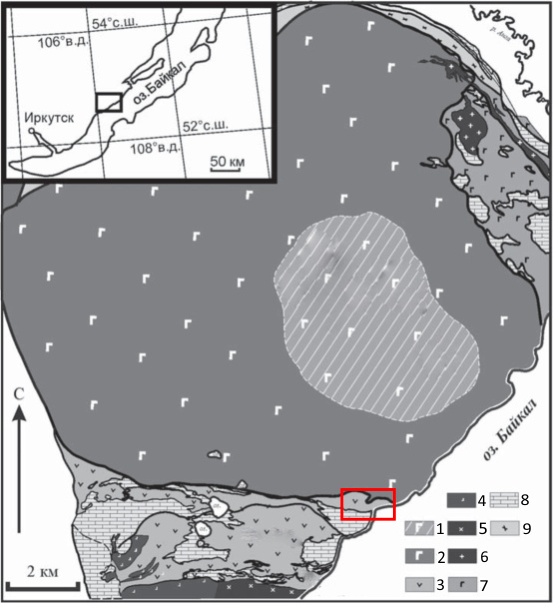 54°с.ш.
106°в.д.
оз.Байкал
Иркутск
52°с.ш.
108°в.д.
50 км
р. Анга
С
оз. Байкал
2 км
1
2
3
4
5
6
7
8
9